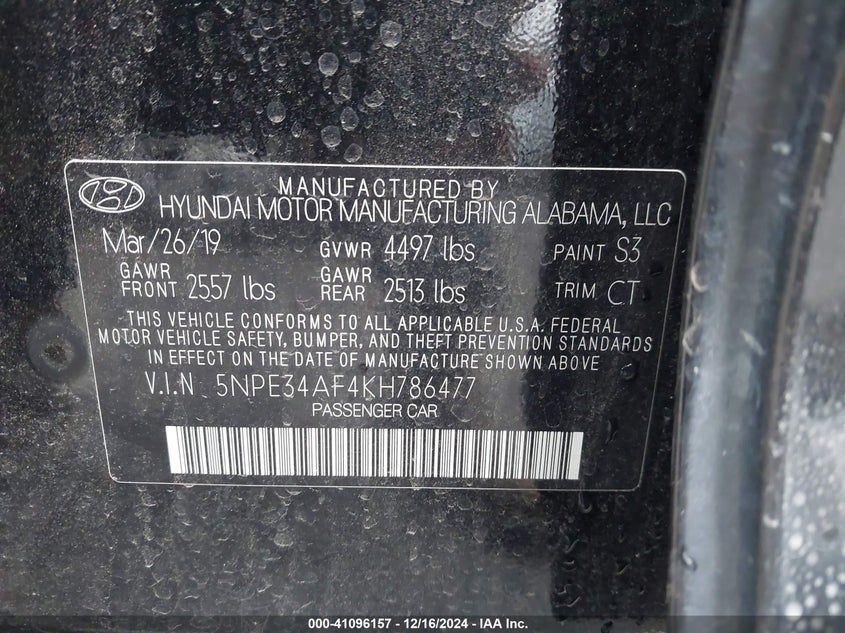 MANUFACTURED BY
HYUNDAI MOTOR MANUFACTURING ALABAMA, LLC
Mar/26/19 GVWR 4497 lbs PAINT S3
GAWR FRONT 2557 lbs GAWR REAR 2513 lbs TRIM CT
THIS VEHICLE CONFORMS TO ALL APPLICABLE U.S.A. FEDERAL
MOTOR VEHICLE SAFETY, BUMPER, AND THEFT PREVENTION STANDARDS
IN EFFECT ON THE DATE OF MANUFACTURE SHOWN ABOVE
V.I.N 5NPE34AF4KH786477
PASSENGER CAR
000-41096157 - 12/16/2024 - IAA Inc.